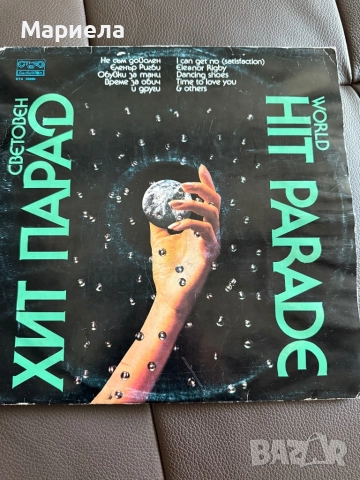 Мариела
Не съм доволен
Еленър Ригби
Обувки за танц
Време за обич
и други
I can get no (satisfaction)
Eleanor Rigby
Dancing shoes
Time to love you
& others
СВЕТОВЕН
ХИТ ПАРАД
WORLD
HIT PARADE
BAZAR